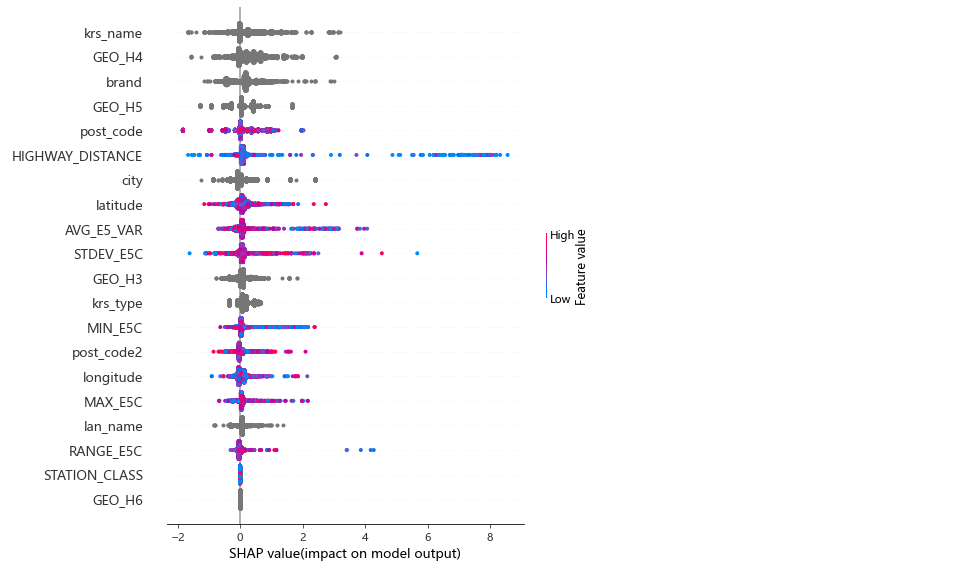 krs_name
GEO_H4
brand
GEO_H5
post_code
HIGHWAY_DISTANCE
city
latitude
AVG_E5_VAR
STDEV_E5C
GEO_H3
krs_type
MIN_E5C
post_code2
longitude
MAX_E5C
lan_name
RANGE_E5C
STATION_CLASS
GEO_H6
−2 0 2 4 6 8
SHAP value(impact on model output)
High
Low
Feature value